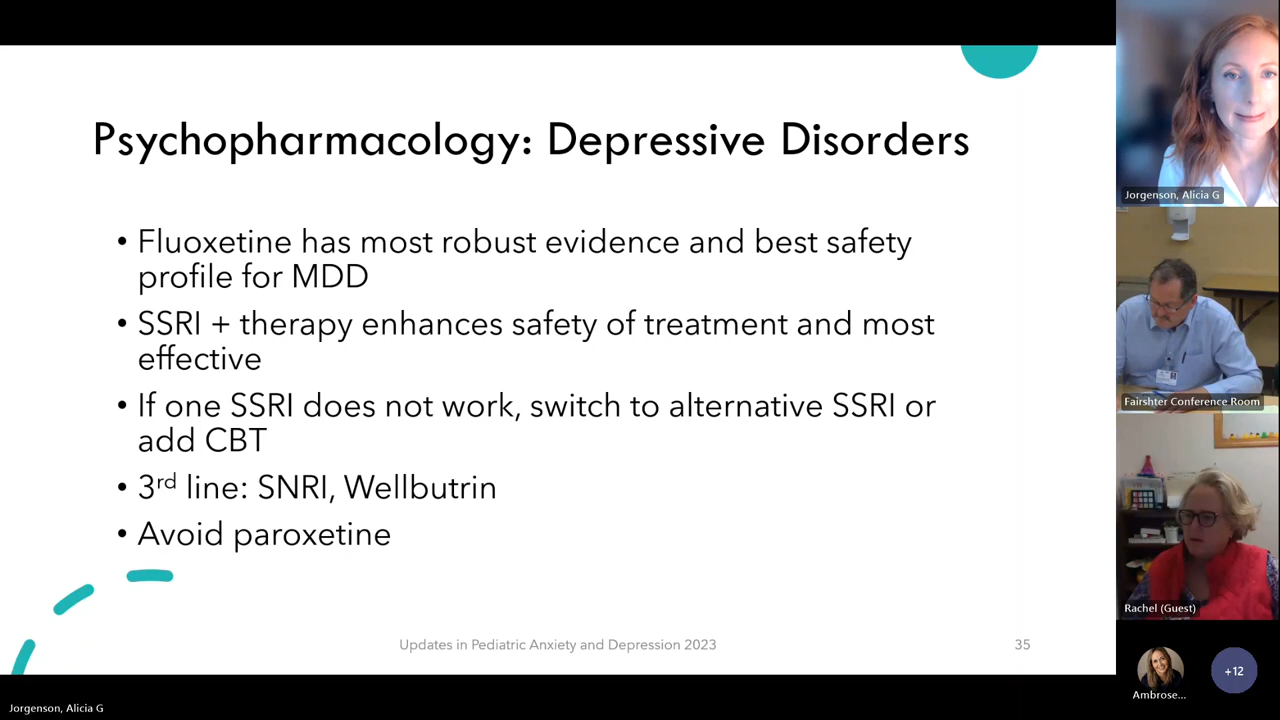 Psychopharmacology: Depressive Disorders
• Fluoxetine has most robust evidence and best safety
profile for MDD
• SSRI + therapy enhances safety of treatment and most
effective
• If one SSRI does not work, switch to alternative SSRI or
add CBT
• 3rd line: SNRI, Wellbutrin
• Avoid paroxetine
Updates in Pediatric Anxiety and Depression 2023
35
Jorgenson, Alicia G
Fairshter Conference Room
Rachel (Guest)
Ambrose...
+12
Jorgenson, Alicia G